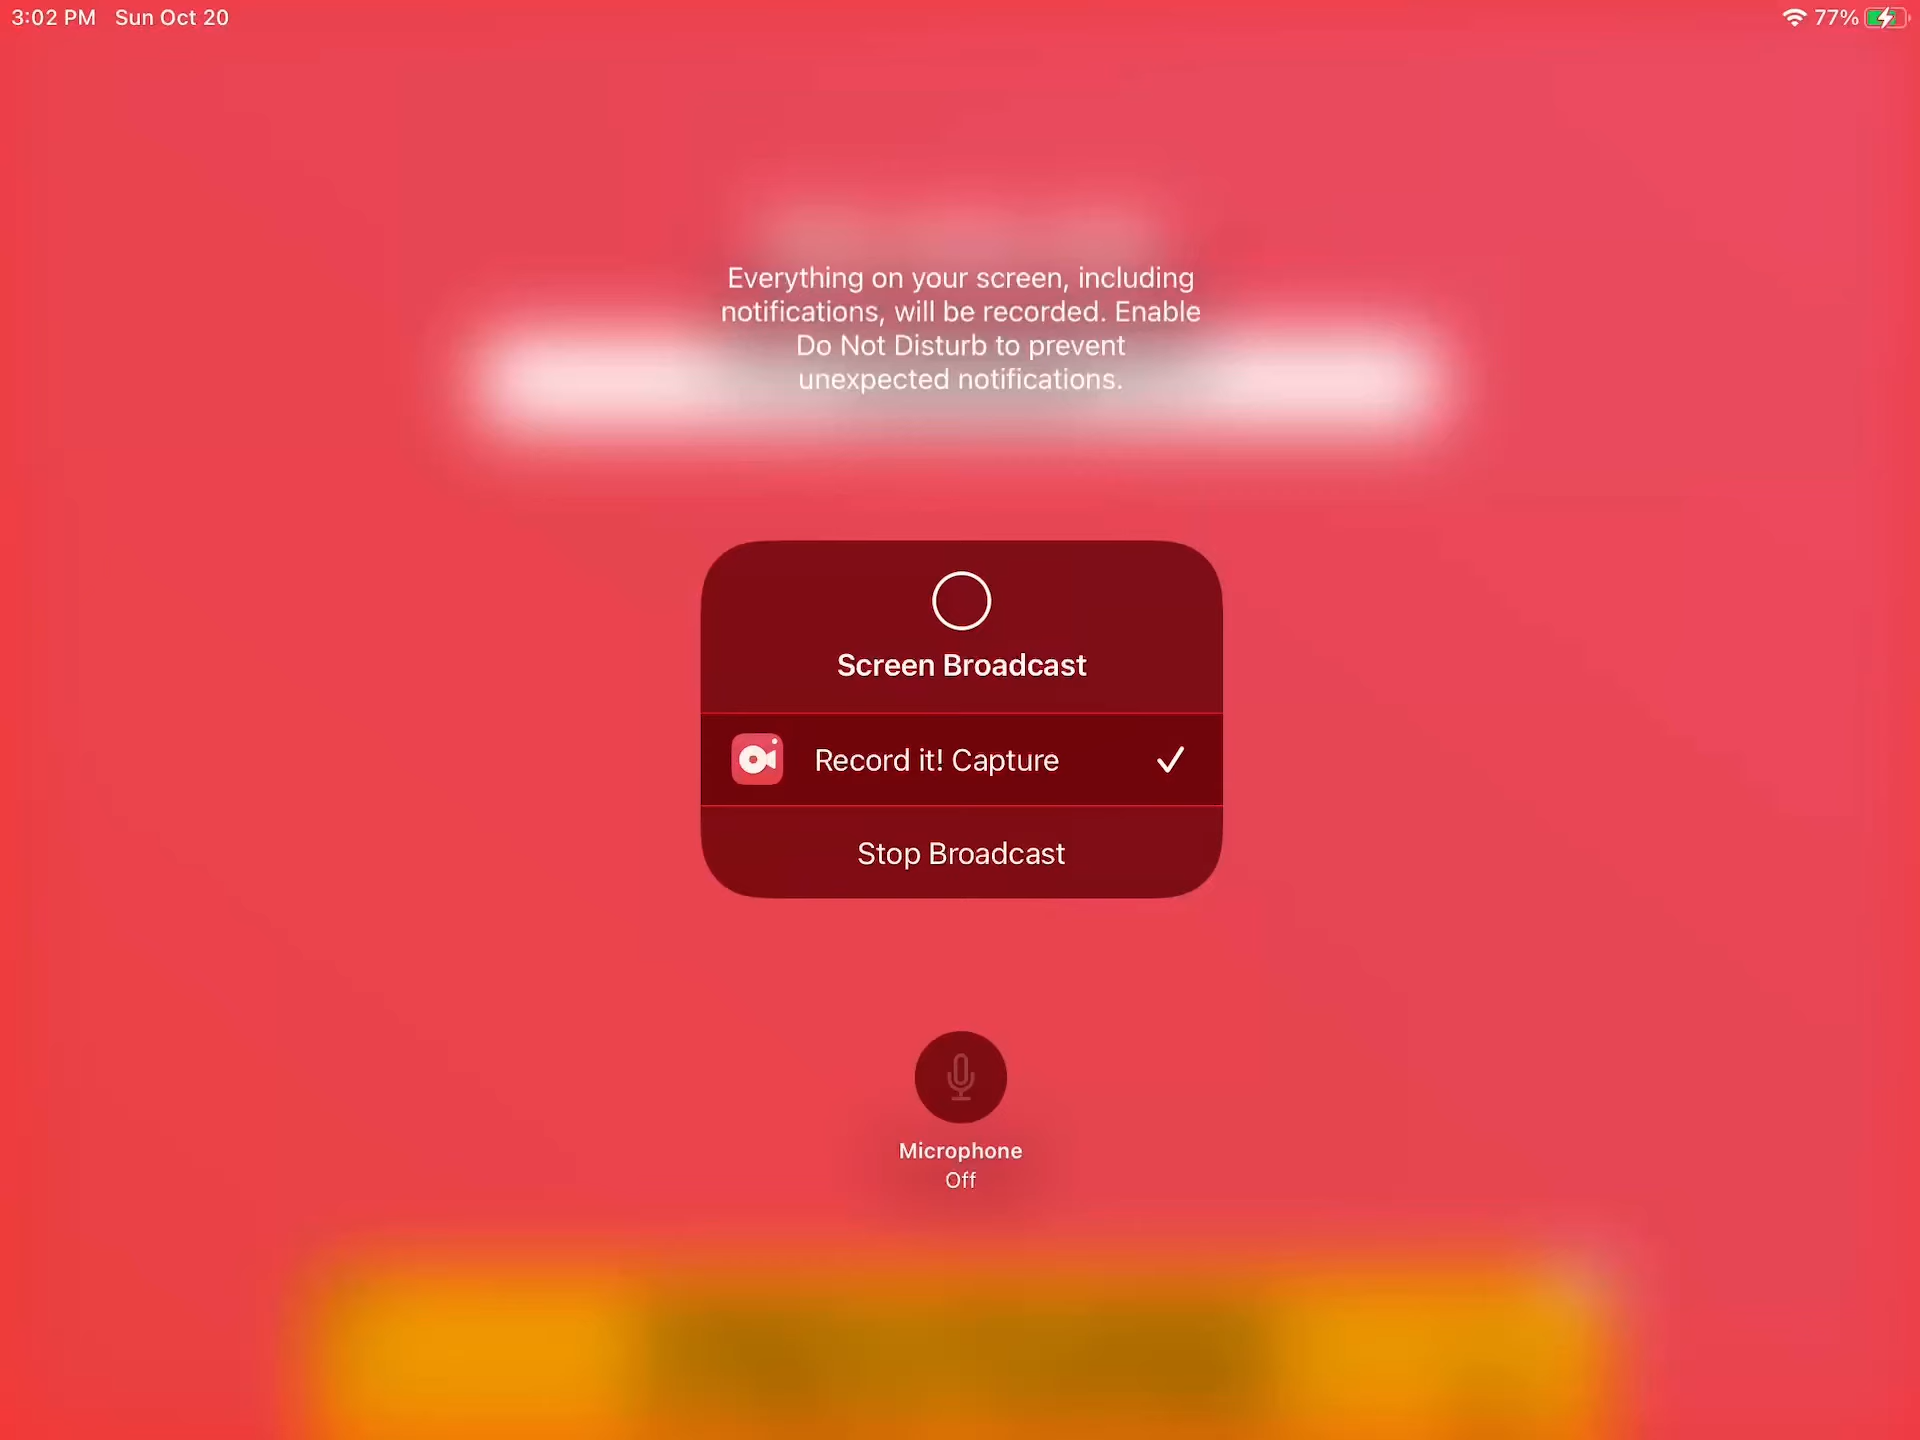 3:02 PM Sun Oct 20
77%
Everything on your screen, including
notifications, will be recorded. Enable
Do Not Disturb to prevent
unexpected notifications.
Screen Broadcast
Record it! Capture
Stop Broadcast
Microphone
Off